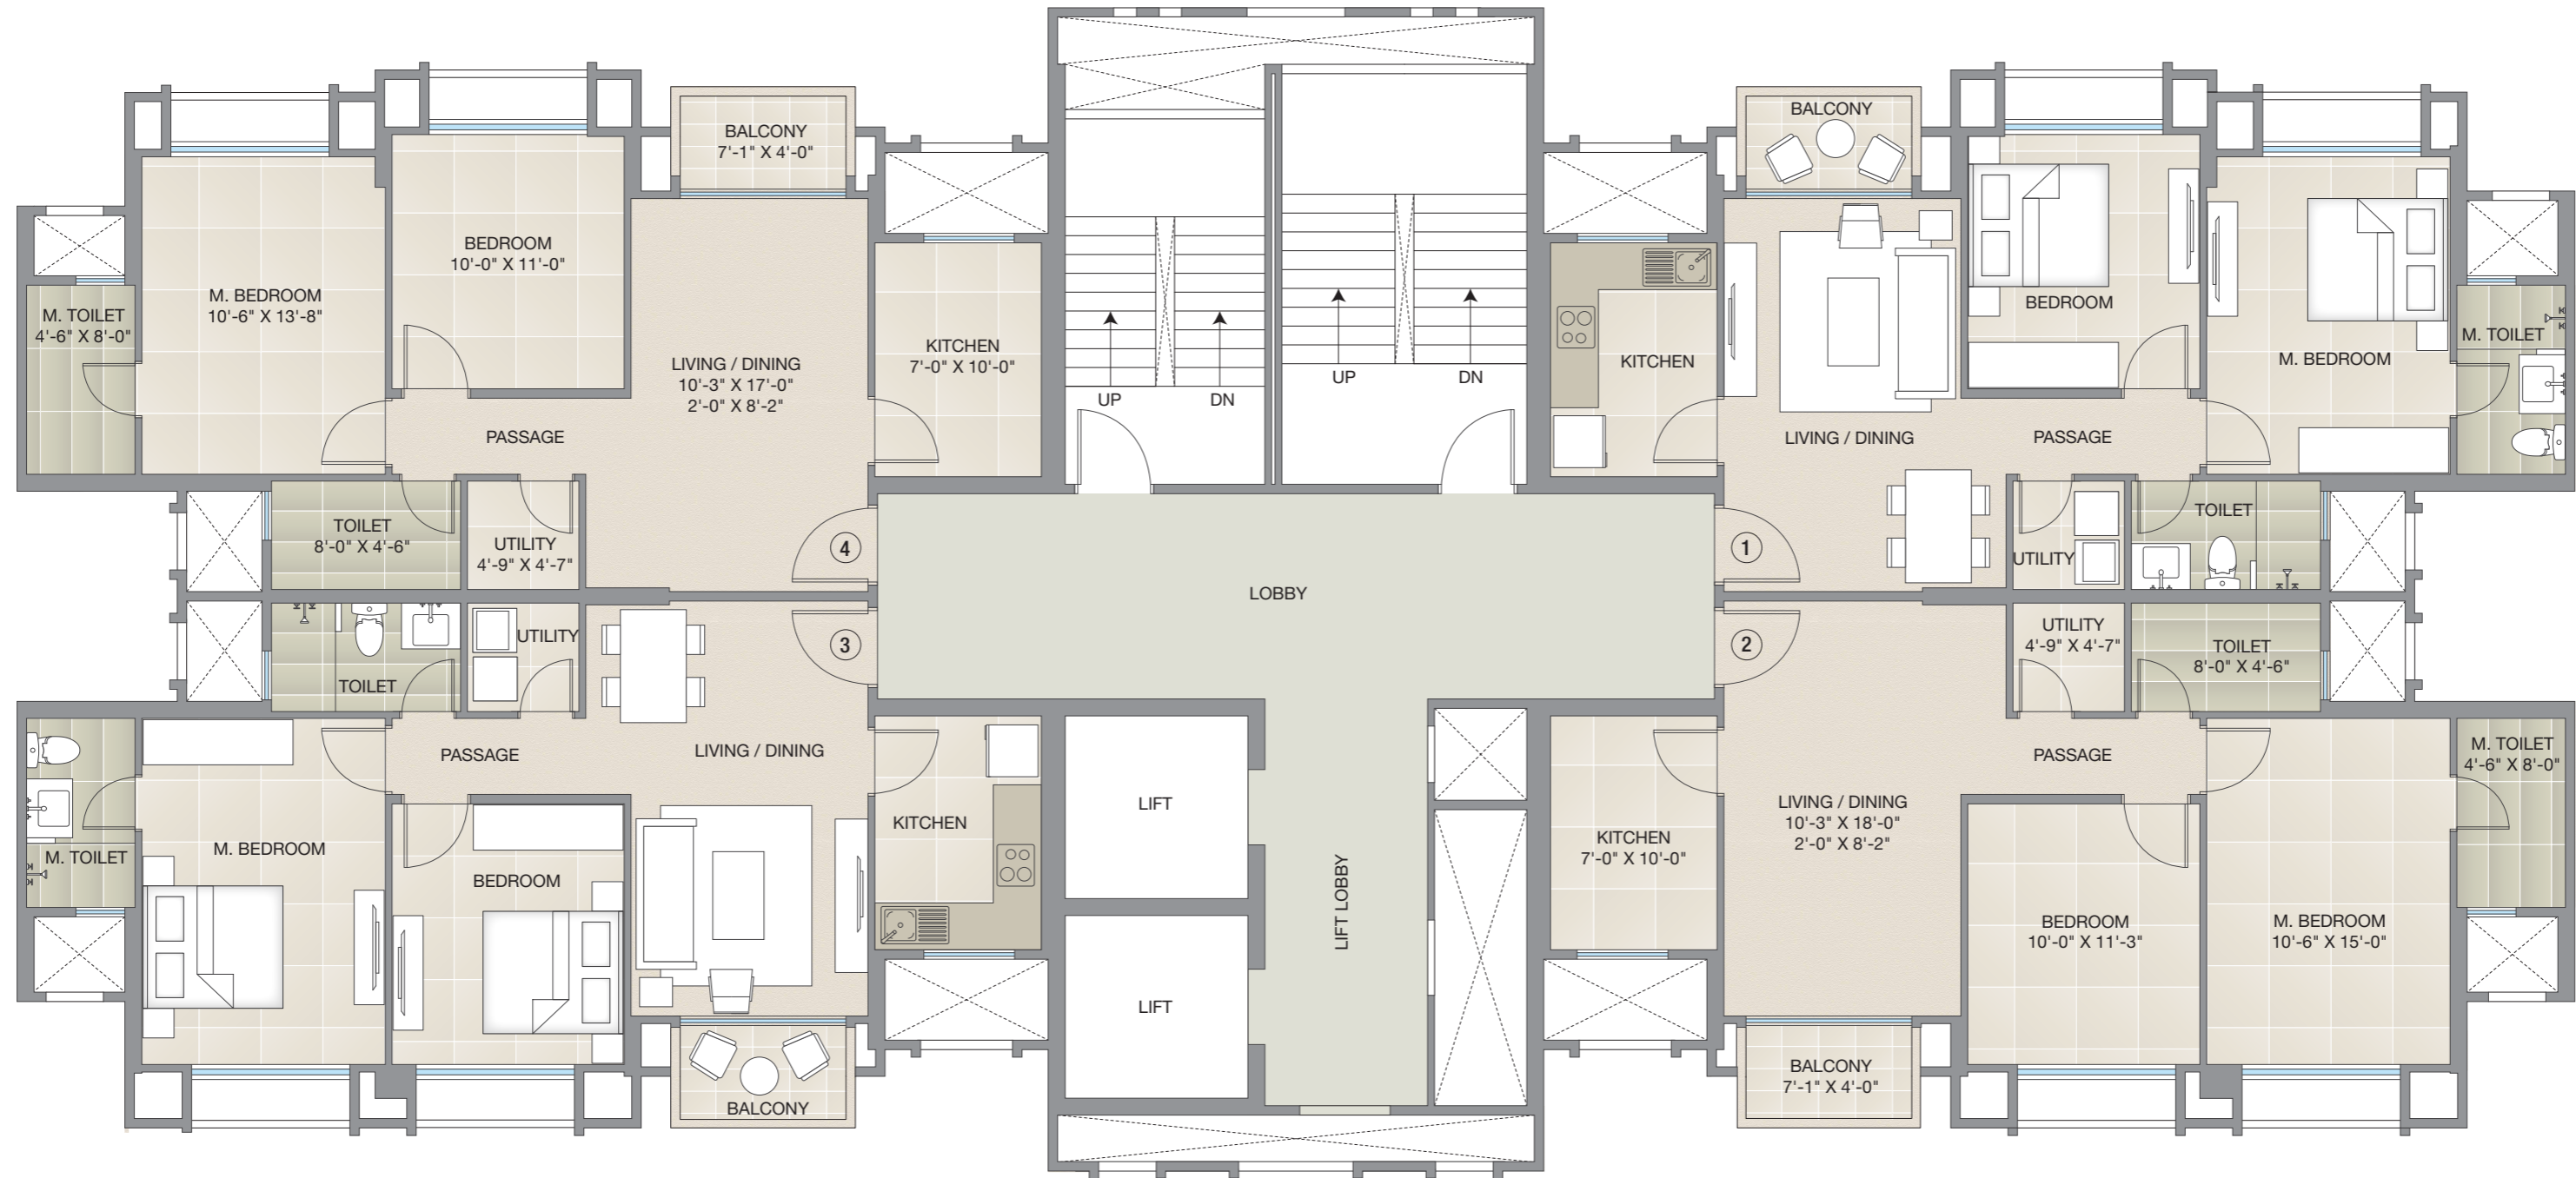 BALCONY
7'-1" X 4'-0"
BEDROOM
10'-0" X 11'-0"
M. BEDROOM
10'-6" X 13'-8"
M. TOILET
4'-6" X 8'-0"
LIVING / DINING
10'-3" X 17'-0"
2'-0" X 8'-2"
KITCHEN
7'-0" X 10'-0"
PASSAGE
TOILET
8'-0" X 4'-6"
UTILITY
4'-9" X 4'-7"
4
UP
DN
UP
DN
BALCONY
BEDROOM
M. BEDROOM
M. TOILET
KITCHEN
LIVING / DINING
PASSAGE
TOILET
UTILITY
1
LOBBY
3
UTILITY
TOILET
PASSAGE
LIVING / DINING
KITCHEN
M. BEDROOM
M. TOILET
BEDROOM
BALCONY
LIFT
LIFT
LIFT LOBBY
2
UTILITY
4'-9" X 4'-7"
TOILET
8'-0" X 4'-6"
PASSAGE
M. TOILET
4'-6" X 8'-0"
LIVING / DINING
10'-3" X 18'-0"
2'-0" X 8'-2"
KITCHEN
7'-0" X 10'-0"
BEDROOM
10'-0" X 11'-3"
M. BEDROOM
10'-6" X 15'-0"
BALCONY
7'-1" X 4'-0"